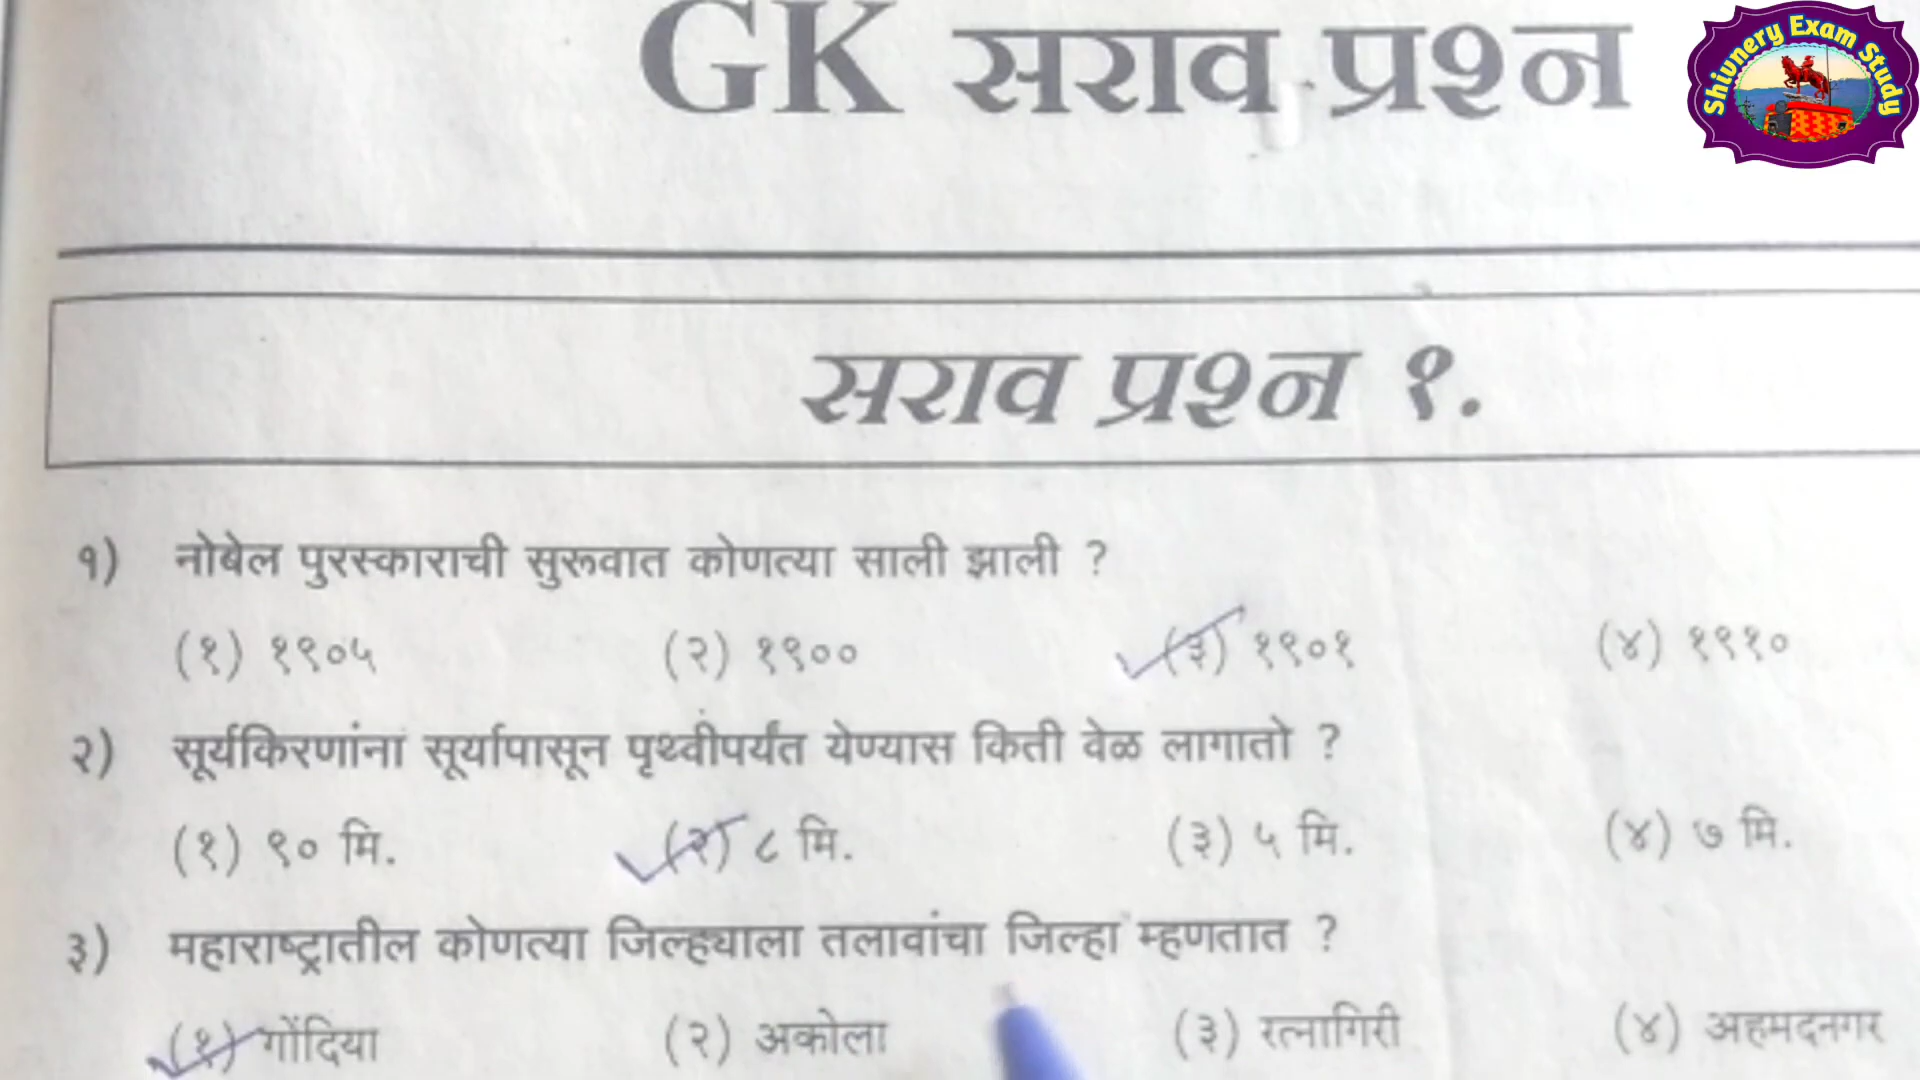 GK सराव प्रश्न
Shivnery Exam Study
सराव प्रश्न १.
१) नोबेल पुरस्काराची सुरूवात कोणत्या साली झाली ?
(१) १९०५ (२) १९०० (३) १९०१ (४) १९१०
२) सूर्यकिरणांना सूर्यापासून पृथ्वीपर्यंत येण्यास किती वेळ लागातो ?
(१) ९० मि. (२) ८ मि. (३) ५ मि. (४) ७ मि.
३) महाराष्ट्रातील कोणत्या जिल्ह्याला तलावांचा जिल्हा म्हणतात ?
(१) गोंदिया (२) अकोला (३) रत्नागिरी (४) अहमदनगर